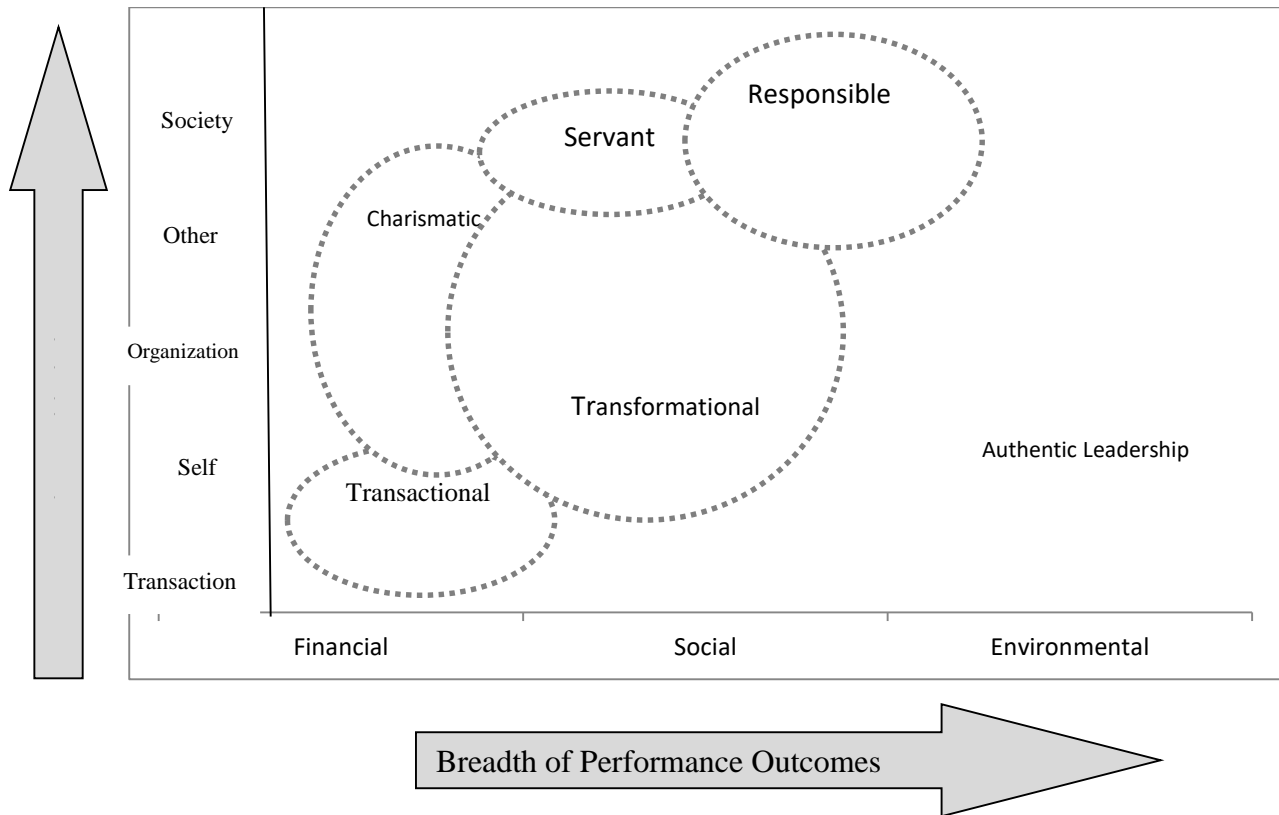 Responsible
Society
Servant
Charismatic
Other
Organization
Transformational
Authentic Leadership
Self
Transactional
Transaction
Financial
Social
Environmental
Breadth of Performance Outcomes